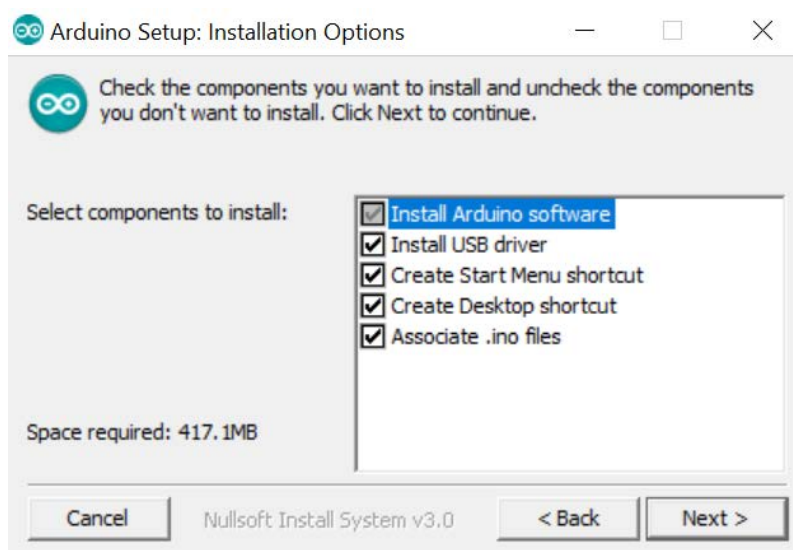 Arduino Setup: Installation Options
Check the components you want to install and uncheck the components
you don't want to install. Click Next to continue.
Select components to install:
Install Arduino software
Install USB driver
Create Start Menu shortcut
Create Desktop shortcut
Associate .ino files
Space required: 417.1MB
Cancel
Nullsoft Install System v3.0
< Back
Next >